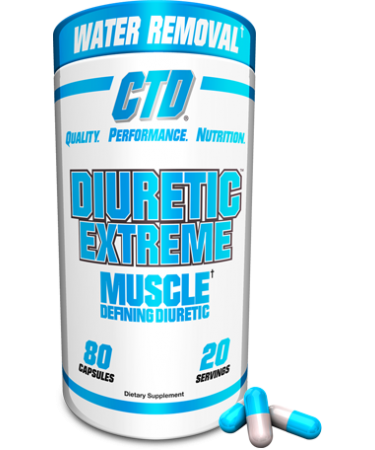 WATER REMOVAL†
CTD®
QUALITY. PERFORMANCE. NUTRITION.
DIURETIC™
EXTREME
MUSCLE†
DEFINING DIURETIC
80
CAPSULES
20
SERVINGS
Dietary Supplement